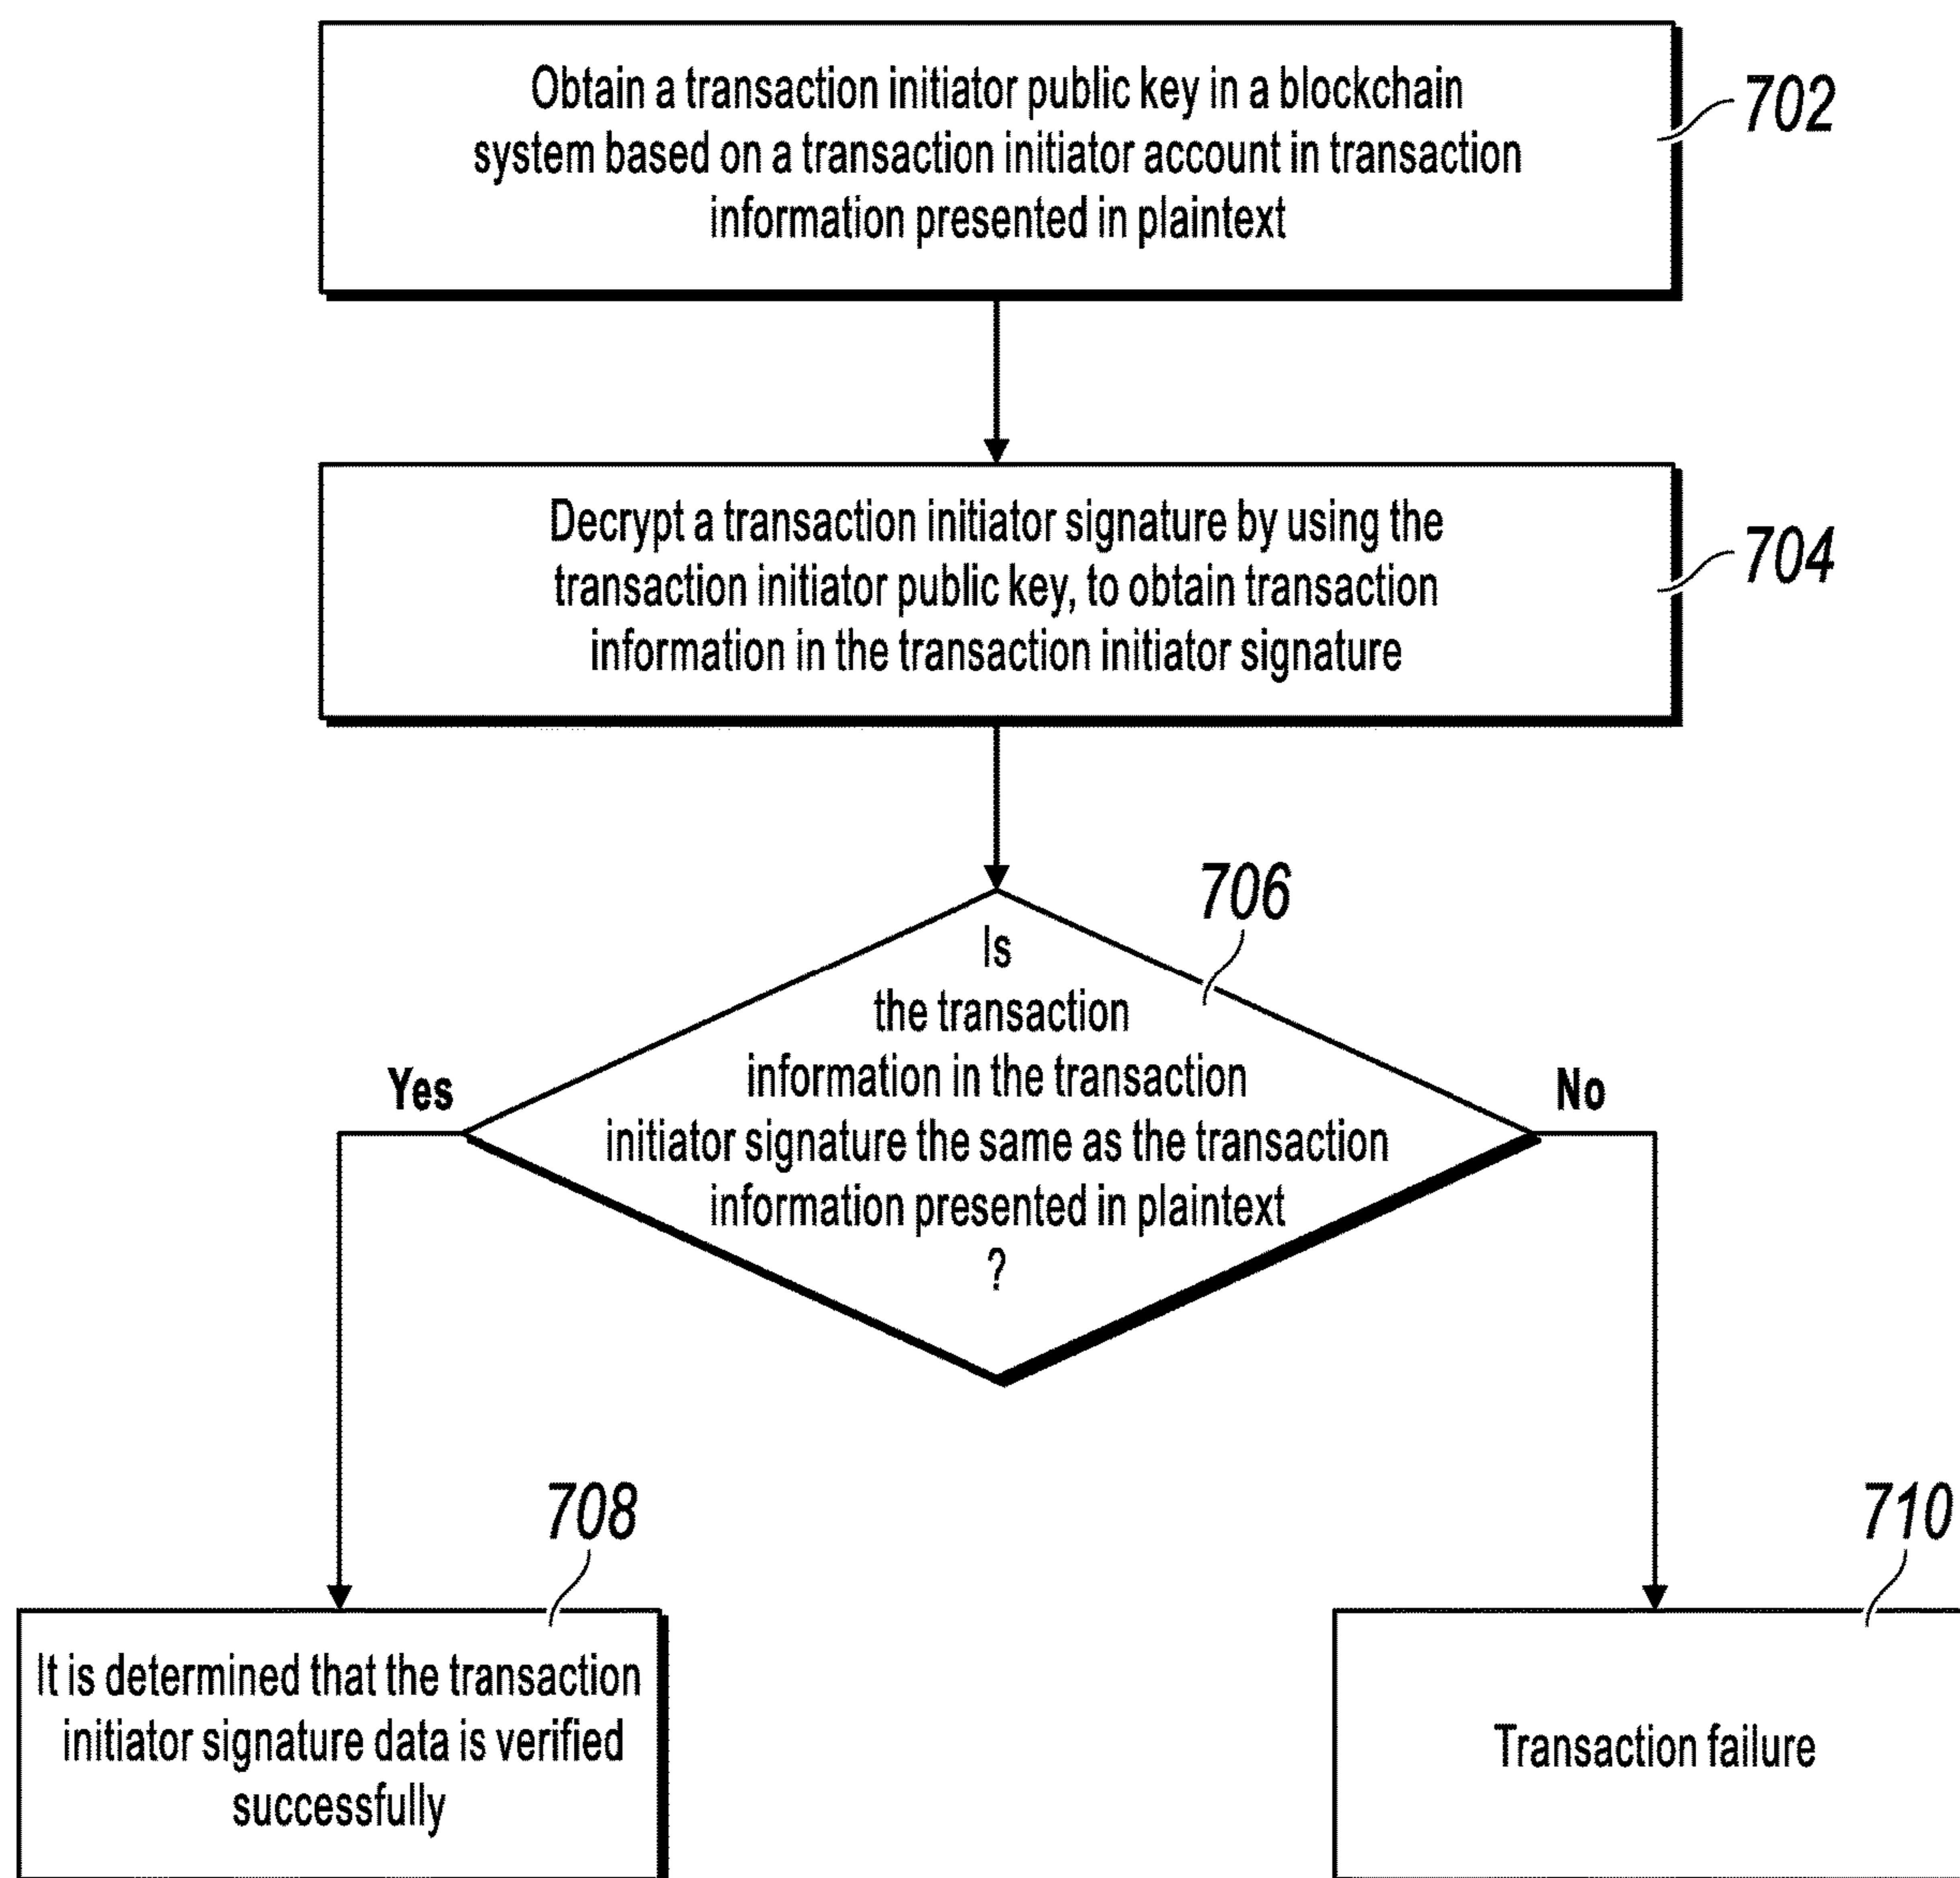 Obtain a transaction initiator public key in a blockchain
system based on a transaction initiator account in transaction
information presented in plaintext
702
Decrypt a transaction initiator signature by using the
transaction initiator public key, to obtain transaction
information in the transaction initiator signature
704
706
Is
the transaction
information in the transaction
initiator signature the same as the transaction
information presented in plaintext
?
Yes
No
708
It is determined that the transaction
initiator signature data is verified
successfully
710
Transaction failure